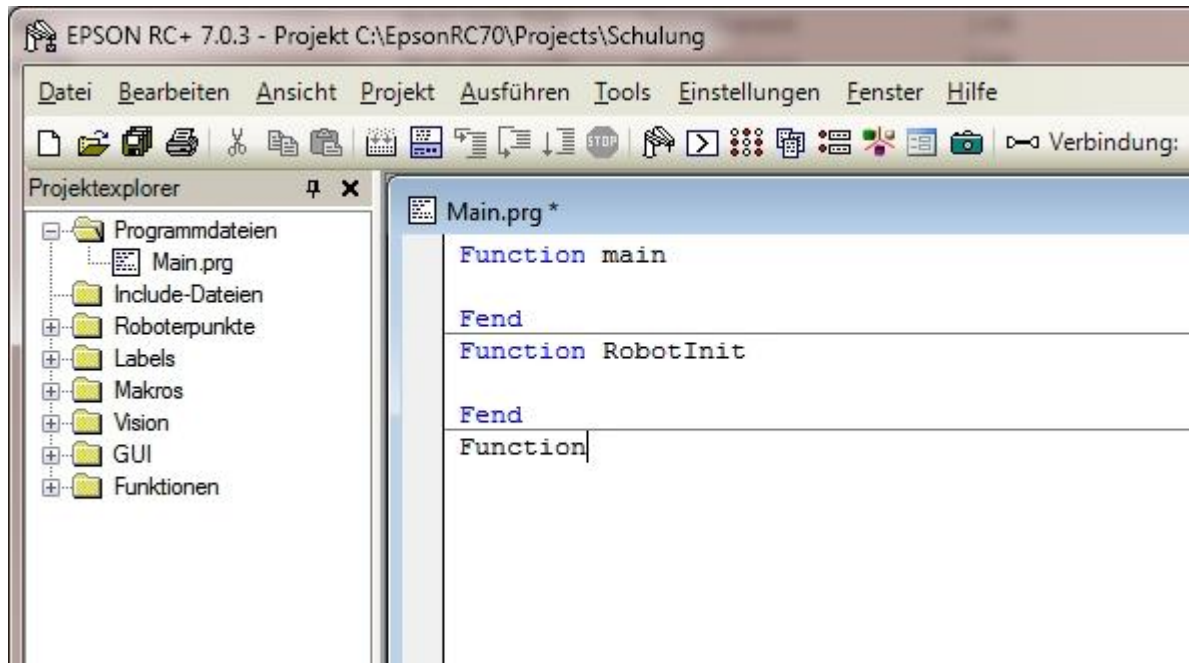 EPSON RC+ 7.0.3 - Projekt C:\EpsonRC70\Projects\Schulung
Datei Bearbeiten Ansicht Projekt Ausführen Tools Einstellungen Fenster Hilfe
STOP Verbindung:
Projektexplorer
Programmdateien
Main.prg
Include-Dateien
Roboterpunkte
Labels
Makros
Vision
GUI
Funktionen
Main.prg *
Function main
Fend
Function RobotInit
Fend
Function